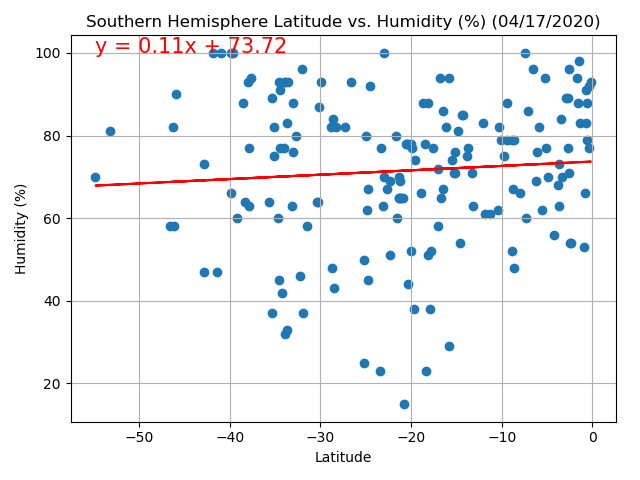 Southern Hemisphere Latitude vs. Humidity (%) (04/17/2020)
y = 0.11x + 73.72
100
80
60
40
20
Humidity (%)
−50 −40 −30 −20 −10 0
Latitude